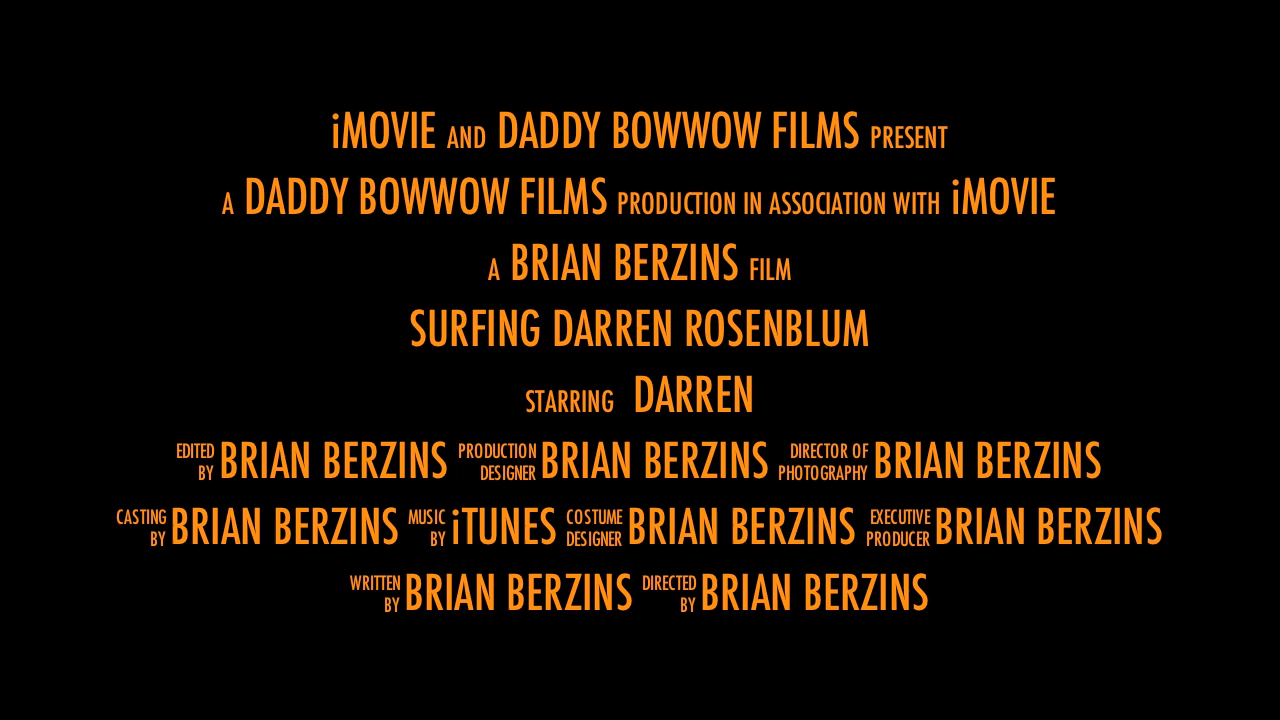 iMOVIE AND DADDY BOWWOW FILMS PRESENT
A DADDY BOWWOW FILMS PRODUCTION IN ASSOCIATION WITH iMOVIE
A BRIAN BERZINS FILM
SURFING DARREN ROSENBLUM
STARRING DARREN
EDITED BY BRIAN BERZINS PRODUCTION DESIGNER BRIAN BERZINS DIRECTOR OF PHOTOGRAPHY BRIAN BERZINS
CASTING BY BRIAN BERZINS MUSIC BY iTUNES COSTUME DESIGNER BRIAN BERZINS EXECUTIVE PRODUCER BRIAN BERZINS
WRITTEN BY BRIAN BERZINS DIRECTED BY BRIAN BERZINS